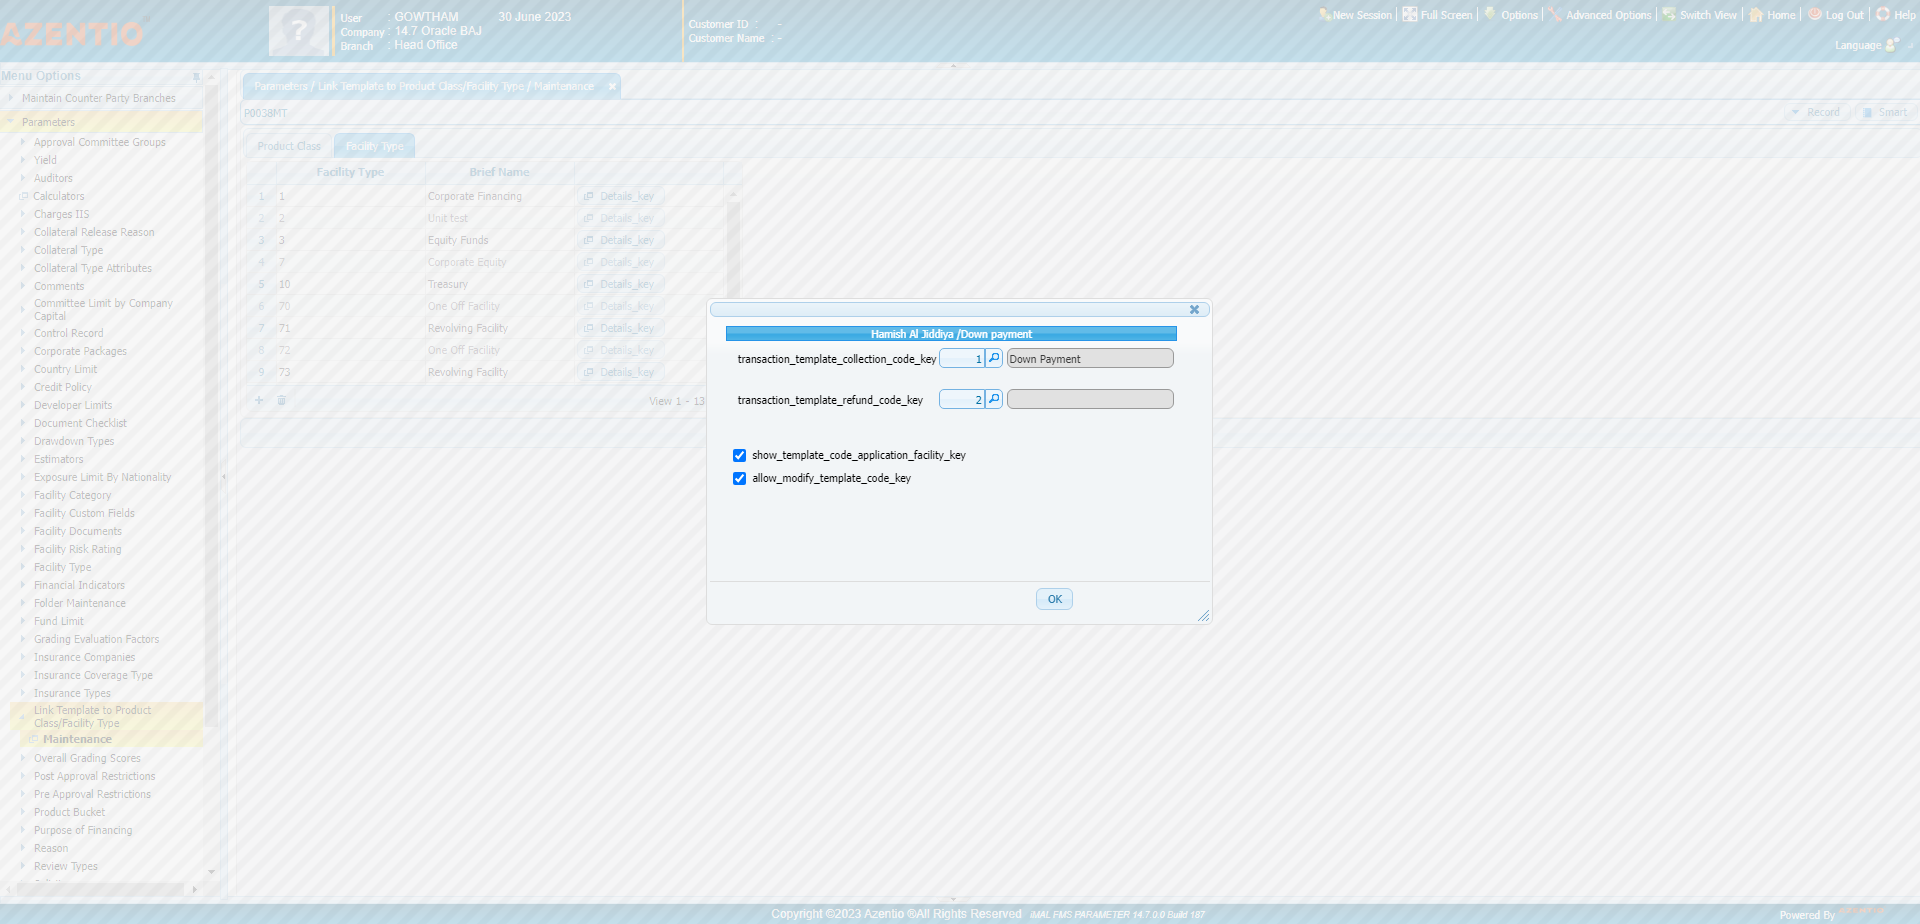 AZENTIO
User : GOWTHAM 30 June 2023
Company : 14.7 Oracle BAJ
Branch : Head Office
Customer ID : -
Customer Name : -
New Session Full Screen Options Advanced Options Switch View Home Log Out Help
Language
Menu Options
Maintain Counter Party Branches
Parameters
Approval Committee Groups
Yield
Auditors
Calculators
Charges IIS
Collateral Release Reason
Collateral Type
Collateral Type Attributes
Comments
Committee Limit by Company
Capital
Control Record
Corporate Packages
Country Limit
Credit Policy
Developer Limits
Document Checklist
Drawdown Types
Estimators
Exposure Limit By Nationality
Facility Category
Facility Custom Fields
Facility Documents
Facility Risk Rating
Facility Type
Financial Indicators
Folder Maintenance
Fund Limit
Grading Evaluation Factors
Insurance Companies
Insurance Coverage Type
Insurance Types
Link Template to Product
Class/Facility Type
Maintenance
Overall Grading Scores
Post Approval Restrictions
Pre Approval Restrictions
Product Bucket
Purpose of Financing
Reason
Review Types
Parameters / Link Template to Product Class/Facility Type / Maintenance
P0038MT
Record Smart
Product Class Facility Type
Facility Type Brief Name
1 1 Corporate Financing Details_key
2 2 Unit test Details_key
3 3 Equity Funds Details_key
4 7 Corporate Equity Details_key
5 10 Treasury Details_key
6 70 One Off Facility Details_key
7 71 Revolving Facility Details_key
8 72 One Off Facility Details_key
9 73 Revolving Facility Details_key
View 1 - 13
Hamish Al Jiddiya /Down payment
transaction_template_collection_code_key 1 Down Payment
transaction_template_refund_code_key 2
show_template_code_application_facility_key
allow_modify_template_code_key
OK
Copyright ©2023 Azentio ®All Rights Reserved iMAL FMS PARAMETER 14.7 0.0 Build 187
Powered By